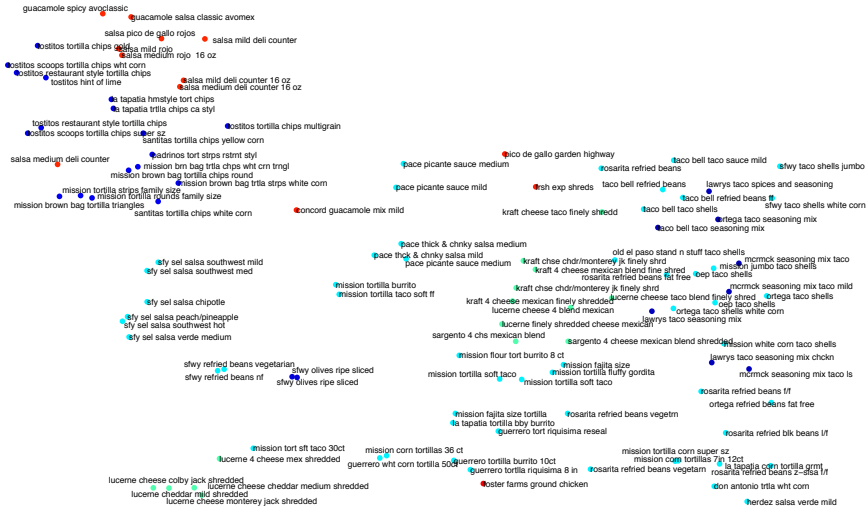 guacamole spicy avoclassic
guacamole salsa classic avomex
salsa pico de gallo rojos
salsa mild deli counter
tostitos tortilla chips gold
salsa mild rojo
salsa medium rojo 16 oz
tostitos scoops tortilla chips wht corn
tostitos restaurant style tortilla chips
tostitos hint of lime
salsa mild deli counter 16 oz
salsa medium deli counter 16 oz
la tapatia hmstyle tort chips
la tapatia trtlla chips ca styl
tostitos restaurant style tortilla chips
tostitos tortilla chips multigrain
tostitos scoops tortilla chips super sz
santitas tortilla chips yellow corn
padrinos tort strps rstrnt styl
salsa medium deli counter
mission brn bag trtla chps wht crn trngl
mission brown bag tortilla chips round
mission brown bag trtla strps white corn
mission tortilla strips family size
mission tortilla rounds family size
mission brown bag tortilla triangles
santitas tortilla chips white corn
concord guacamole mix mild
pico de gallo garden highway
pace picante sauce medium
taco bell taco sauce mild
rosarita refried beans
sfwy taco shells jumbo
pace picante sauce mild
frsh exp shreds
taco bell refried beans
lawrys taco spices and seasoning
taco bell refried beans ff
sfwy taco shells white corn
kraft cheese taco finely shredd
taco bell taco shells
ortega taco seasoning mix
taco bell taco seasoning mix
pace thick & chnky salsa medium
pace thick & chnky salsa mild
pace picante sauce medium
old el paso stand n stuff taco shells
kraft chse chdr/monterey jk finely shrd
kraft 4 cheese mexican blend fine shred
mcrmck taco seasoning mix taco
mission jumbo taco shells
rosarita refried beans fat free
oep taco shells
sfy sel salsa southwest mild
sfy sel salsa southwest med
mission tortilla burrito
mission tortilla taco soft ff
kraft chse chdr/monterey jk finely shrd
mcrmck taco seasoning mix taco mild
kraft 4 cheese mexican finely shredded
lucerne cheese taco blend finely shred
ortega taco shells
oep taco shells
lucerne cheese 4 blend mexican
ortega taco shells white corn
lawrys taco seasoning mix
sfy sel salsa chipotle
sfy sel salsa peach/pineapple
sfy sel salsa southwest hot
sfy sel salsa verde medium
lucerne finely shredded cheese mexican
sargento 4 chs mexican blend
sargento 4 cheese mexican blend shredded
mission white corn taco shells
mission flour tort burrito 8 ct
lawrys taco seasoning mix chckn
mcrmck taco seasoning mix taco ls
sfwy refried beans vegetarian
sfwy refried beans nf
sfwy olives ripe sliced
sfwy olives ripe sliced
mission fajita size
mission tortilla fluffy gordita
mission tortilla soft taco
mission tortilla soft taco
rosarita refried beans f/f
ortega refried beans fat free
mission fajita size tortilla
rosarita refried beans vegetrn
la tapatia tortilla bby burrito
guerrero tort riquisima reseal
rosarita refried blk beans l/f
mission tort sft taco 30ct
mission corn tortillas 36 ct
mission tortilla corn super sz
lucerne 4 cheese mex shredded
guerrero wht corn tortilla 50ct
guerrero tortilla burrito 10ct
mission corn tortillas 7in 12ct
guerrero tortilla riquisima 8 in
rosarita refried beans vegetarn
la tapatia corn tortilla grmt
rosarita refried beans z-slsa l/f
lucerne cheese colby jack shredded
lucerne cheese cheddar medium shredded
foster farms ground chicken
don antonio trtla wht corn
lucerne cheddar mild shredded
lucerne cheese monterey jack shredded
herdez salsa verde mild